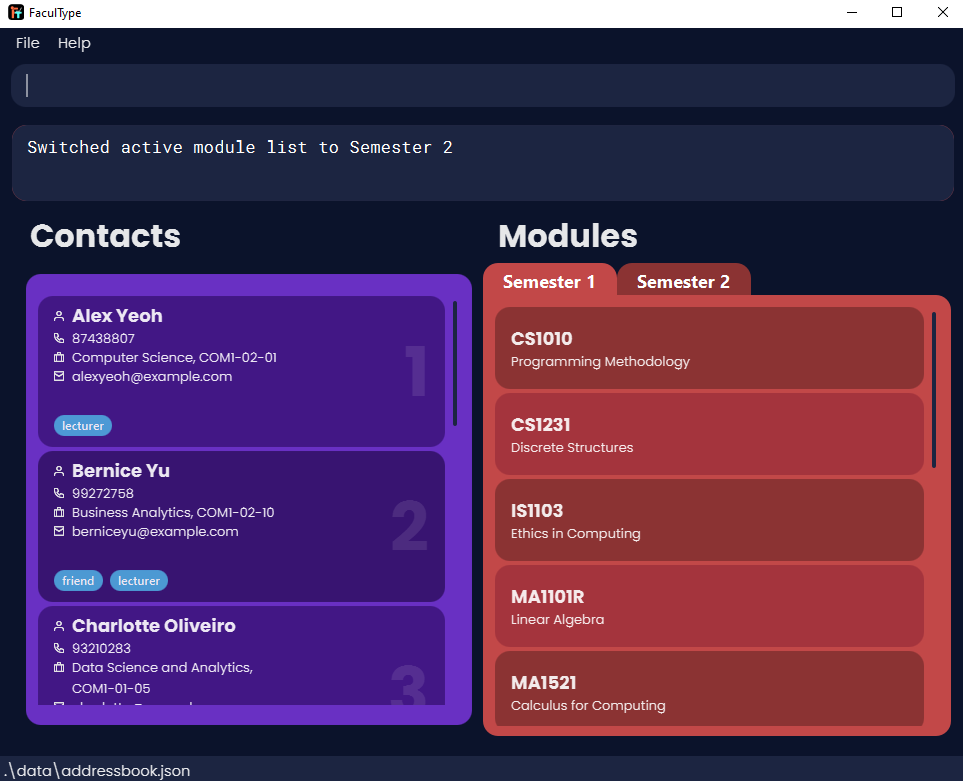 FaculType
File Help
Switched active module list to Semester 2
Contacts
Alex Yeoh
87438807
Computer Science, COM1-02-01
alexyeoh@example.com
1
lecturer
Bernice Yu
99272758
Business Analytics, COM1-02-10
berniceyu@example.com
2
friend lecturer
Charlotte Oliveiro
93210283
Data Science and Analytics,
COM1-01-05
3
Modules
Semester 1 Semester 2
CS1010
Programming Methodology
CS1231
Discrete Structures
IS1103
Ethics in Computing
MA1101R
Linear Algebra
MA1521
Calculus for Computing
.\data\addressbook.json